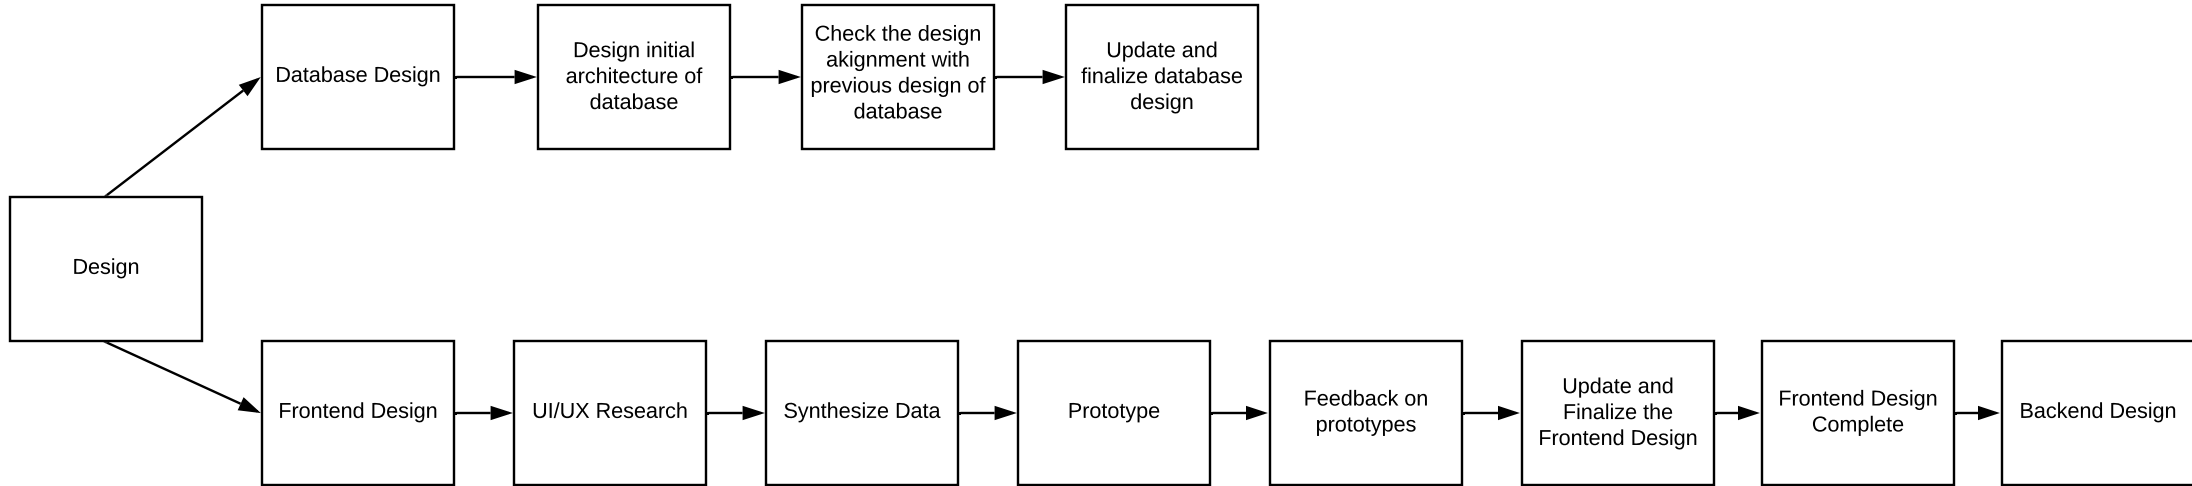 Database Design
Design initial
architecture of
database
Check the design
akignment with
previous design of
database
Update and
finalize database
design
Design
Frontend Design
UI/UX Research
Synthesize Data
Prototype
Feedback on
prototypes
Update and
Finalize the
Frontend Design
Frontend Design
Complete
Backend Design